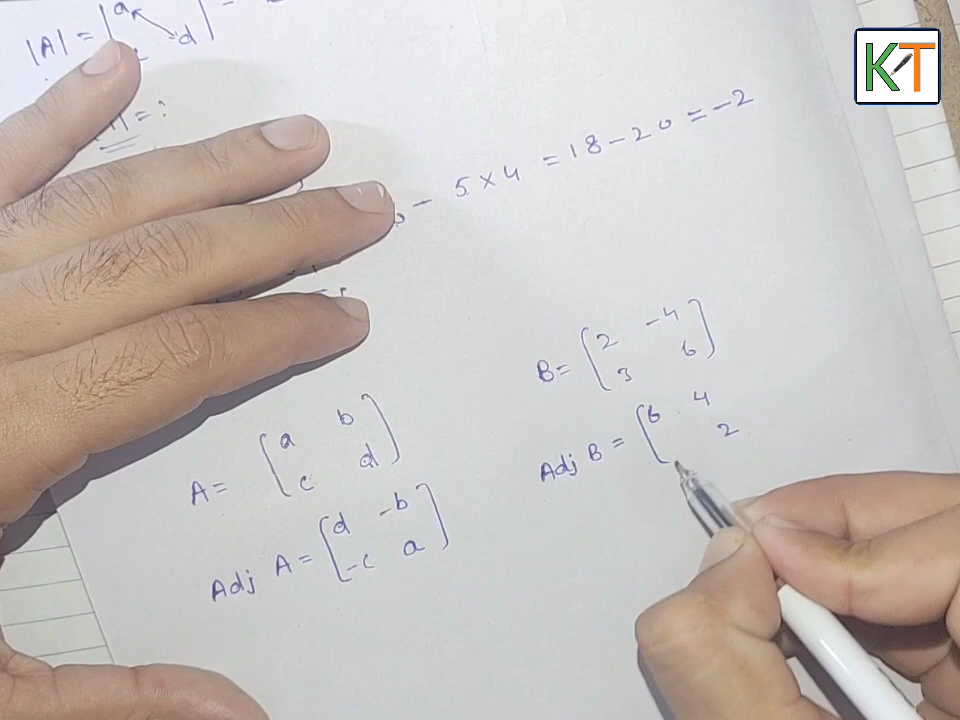 KT
|A| = |a
d| =
= ?
- 5 × 4 = 18 - 20 = -2
B = [2 -4
3 6]
A = [a b
c d]
Adj B = [6 4
2
Adj A = [d -b
-c a]